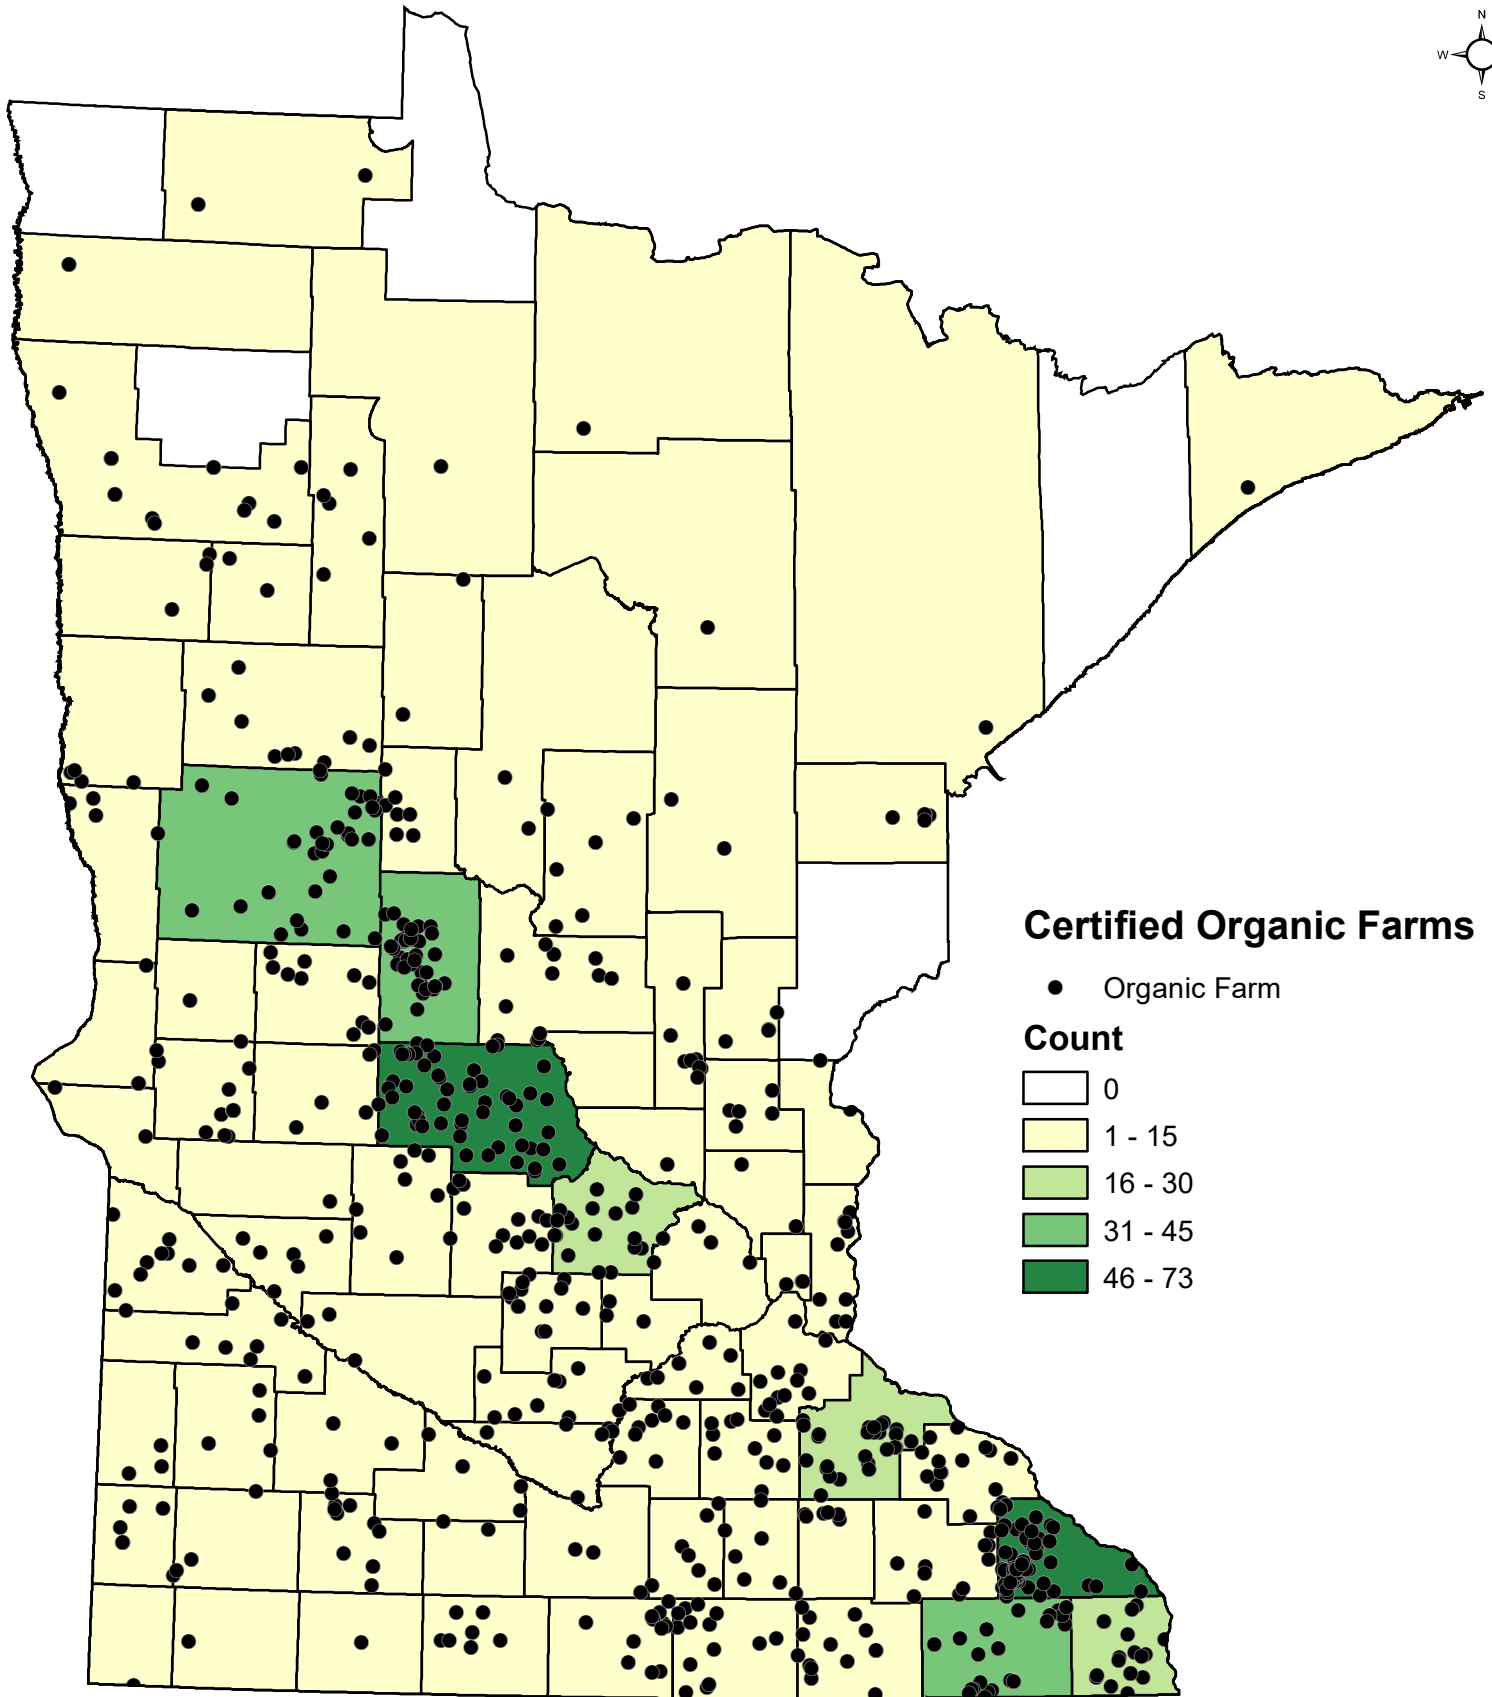 N
W
S
Certified Organic Farms
Organic Farm
Count
0
1 - 15
16 - 30
31 - 45
46 - 73